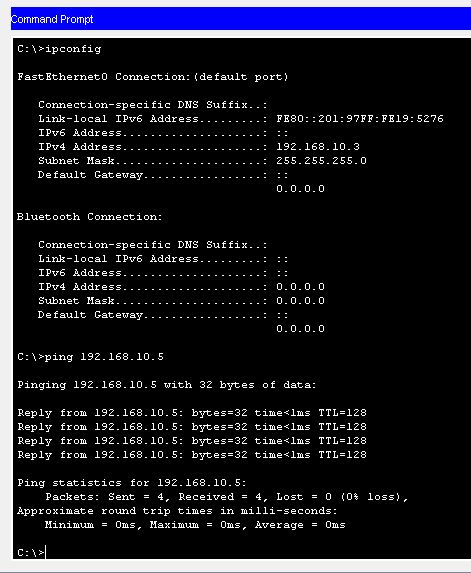 Command Prompt
C:\>ipconfig
FastEthernet0 Connection:(default port)
Connection-specific DNS Suffix..:
Link-local IPv6 Address.........: FE80::201:97FF:FE19:5276
IPv6 Address....................: ::
IPv4 Address....................: 192.168.10.3
Subnet Mask.....................: 255.255.255.0
Default Gateway.................: ::
0.0.0.0
Bluetooth Connection:
Connection-specific DNS Suffix..:
Link-local IPv6 Address.........: ::
IPv6 Address....................: ::
IPv4 Address....................: 0.0.0.0
Subnet Mask.....................: 0.0.0.0
Default Gateway.................: ::
0.0.0.0
C:\>ping 192.168.10.5
Pinging 192.168.10.5 with 32 bytes of data:
Reply from 192.168.10.5: bytes=32 time<1ms TTL=128
Reply from 192.168.10.5: bytes=32 time<1ms TTL=128
Reply from 192.168.10.5: bytes=32 time<1ms TTL=128
Reply from 192.168.10.5: bytes=32 time<1ms TTL=128
Ping statistics for 192.168.10.5:
Packets: Sent = 4, Received = 4, Lost = 0 (0% loss),
Approximate round trip times in milli-seconds:
Minimum = 0ms, Maximum = 0ms, Average = 0ms
C:\>